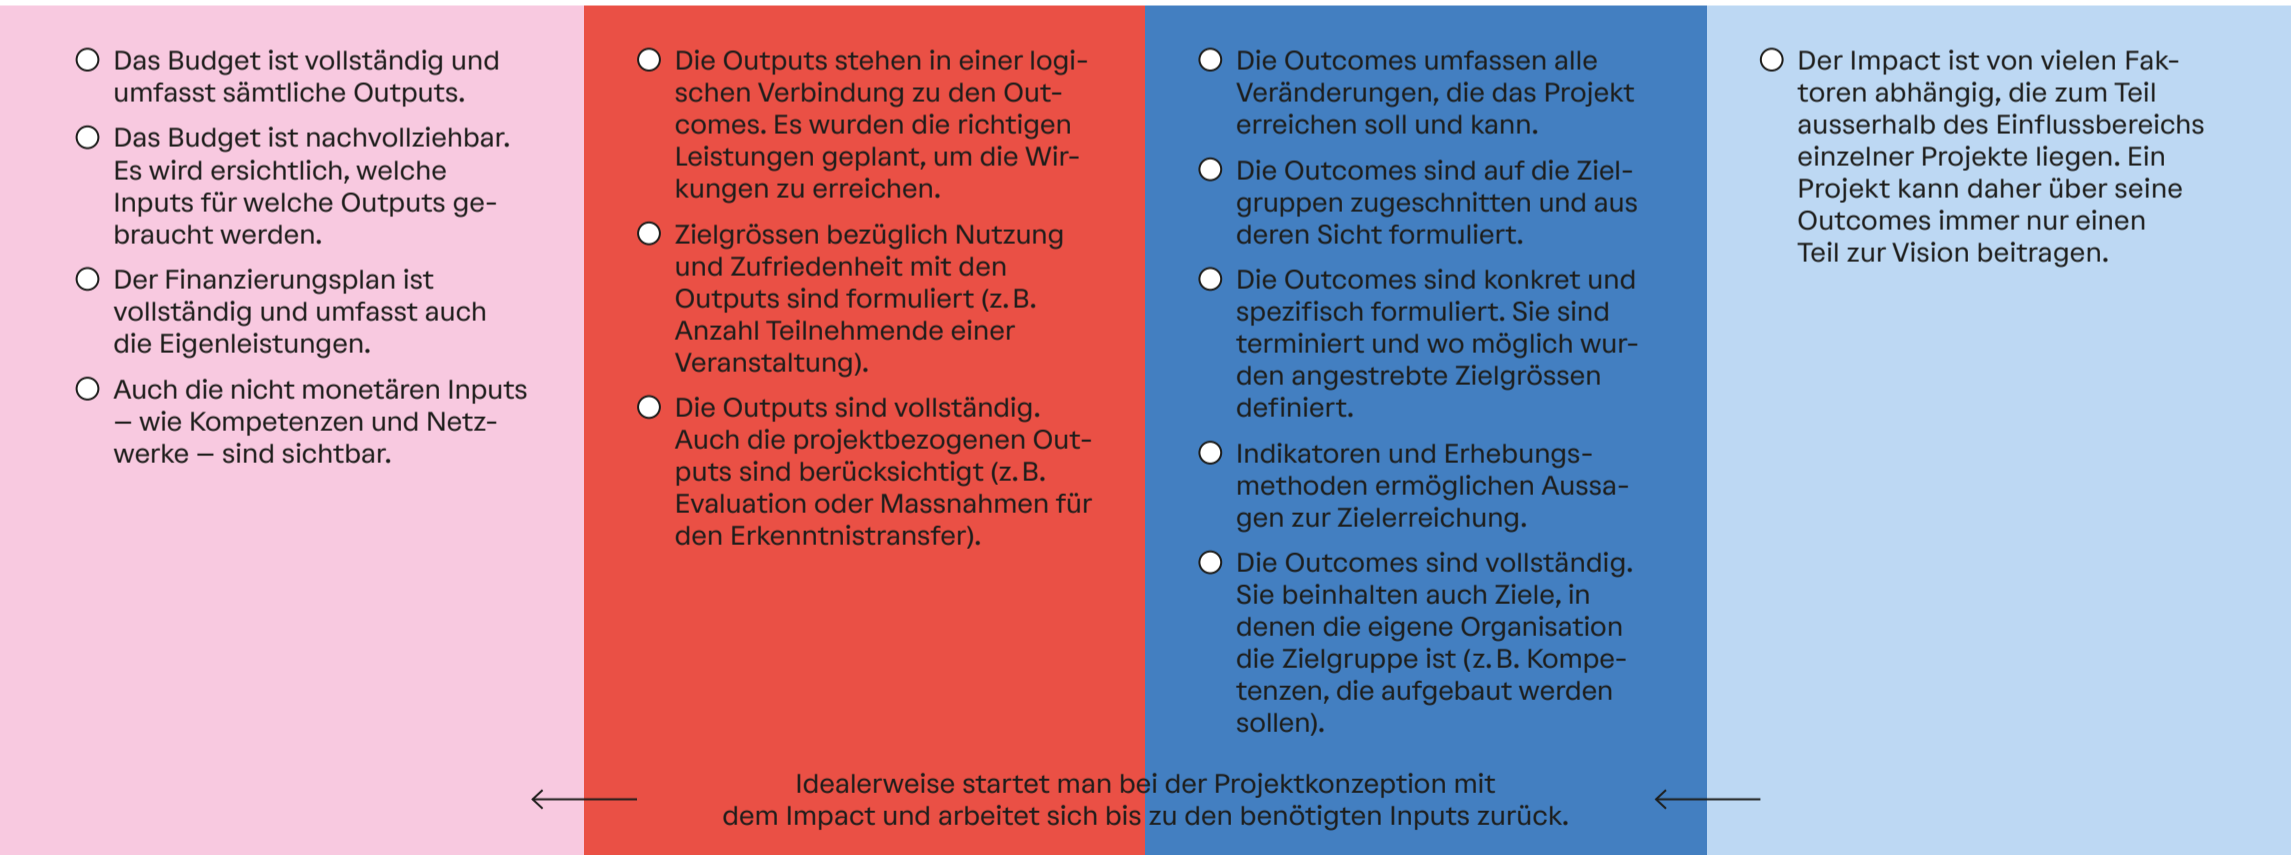 Das Budget ist vollständig und
umfasst sämtliche Outputs.
Das Budget ist nachvollziehbar.
Es wird ersichtlich, welche
Inputs für welche Outputs ge-
braucht werden.
Der Finanzierungsplan ist
vollständig und umfasst auch
die Eigenleistungen.
Auch die nicht monetären Inputs
– wie Kompetenzen und Netz-
werke – sind sichtbar.
Die Outputs stehen in einer logi-
schen Verbindung zu den Out-
comes. Es wurden die richtigen
Leistungen geplant, um die Wir-
kungen zu erreichen.
Zielgrössen bezüglich Nutzung
und Zufriedenheit mit den
Outputs sind formuliert (z. B.
Anzahl Teilnehmende einer
Veranstaltung).
Die Outputs sind vollständig.
Auch die projektbezogenen Out-
puts sind berücksichtigt (z. B.
Evaluation oder Massnahmen für
den Erkenntnistransfer).
Die Outcomes umfassen alle
Veränderungen, die das Projekt
erreichen soll und kann.
Die Outcomes sind auf die Ziel-
gruppen zugeschnitten und aus
deren Sicht formuliert.
Die Outcomes sind konkret und
spezifisch formuliert. Sie sind
terminiert und wo möglich wur-
den angestrebte Zielgrössen
definiert.
Indikatoren und Erhebungs-
methoden ermöglichen Aussa-
gen zur Zielerreichung.
Die Outcomes sind vollständig.
Sie beinhalten auch Ziele, in
denen die eigene Organisation
die Zielgruppe ist (z. B. Kompe-
tenzen, die aufgebaut werden
sollen).
Der Impact ist von vielen Fak-
toren abhängig, die zum Teil
ausserhalb des Einflussbereichs
einzelner Projekte liegen. Ein
Projekt kann daher über seine
Outcomes immer nur einen
Teil zur Vision beitragen.
Idealerweise startet man bei der Projektkonzeption mit
dem Impact und arbeitet sich bis zu den benötigten Inputs zurück.